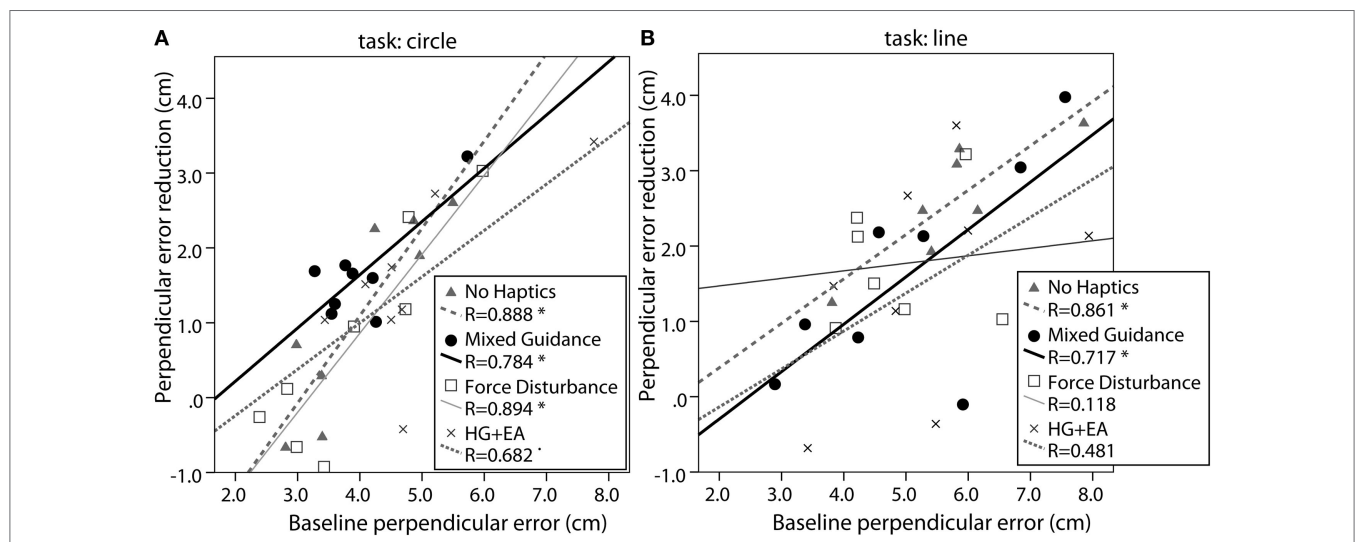 A
task: circle
Perpendicular error reduction (cm)
4.0
3.0
2.0
1.0
.0
-1.0
2.0 3.0 4.0 5.0 6.0 7.0 8.0
Baseline perpendicular error (cm)
No Haptics
R=0.888 *
Mixed Guidance
R=0.784 *
Force Disturbance
R=0.894 *
HG+EA
R=0.682 ·
B
task: line
Perpendicular error reduction (cm)
4.0
3.0
2.0
1.0
.0
-1.0
2.0 3.0 4.0 5.0 6.0 7.0 8.0
Baseline perpendicular error (cm)
No Haptics
R=0.861 *
Mixed Guidance
R=0.717 *
Force Disturbance
R=0.118
HG+EA
R=0.481